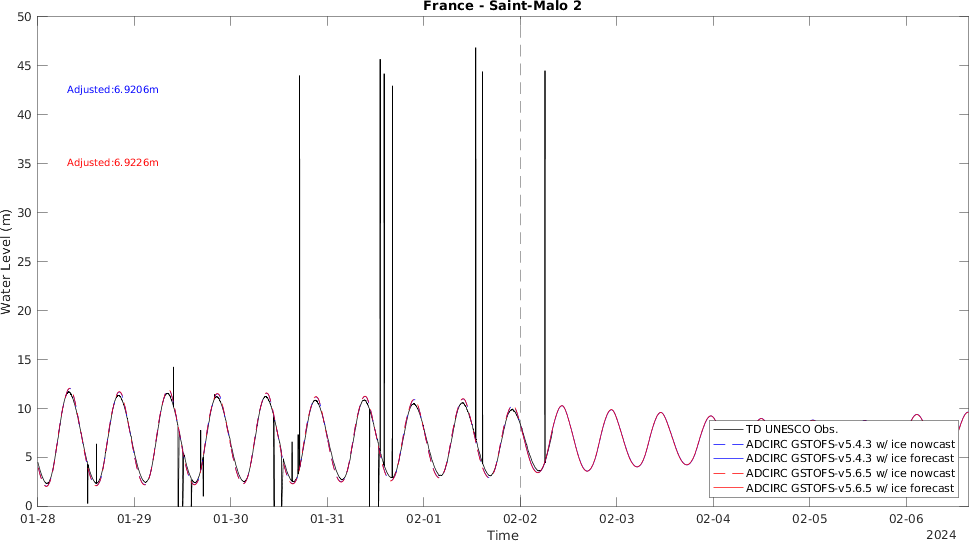 France - Saint-Malo 2
50
45
40
35
30
25
20
15
10
5
0
Water Level (m)
Adjusted:6.9206m
Adjusted:6.9226m
TD UNESCO Obs.
ADCIRC GSTOFS-v5.4.3 w/ ice nowcast
ADCIRC GSTOFS-v5.4.3 w/ ice forecast
ADCIRC GSTOFS-v5.6.5 w/ ice nowcast
ADCIRC GSTOFS-v5.6.5 w/ ice forecast
01-28 01-29 01-30 01-31 02-01 02-02 02-03 02-04 02-05 02-06
Time
2024